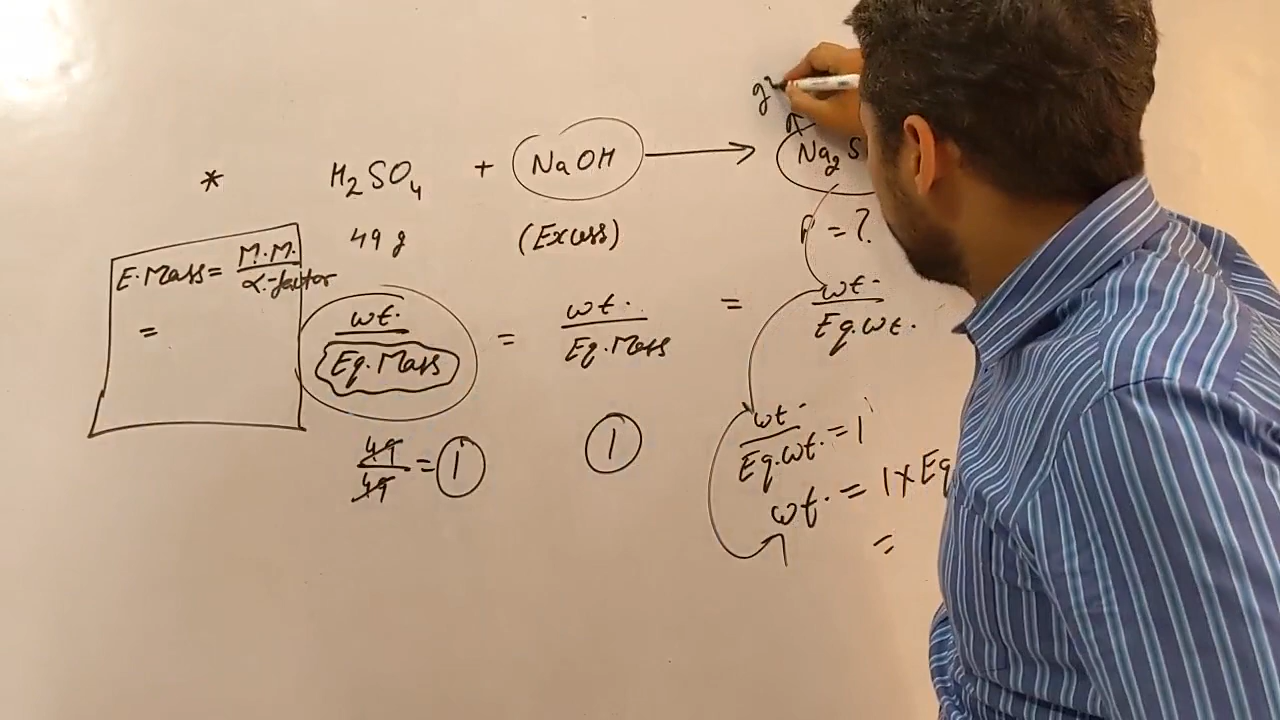 * H₂SO₄ + NaOH → Na₂S
49 g (Excess) = ?
E. Mass = M.M. / α-factor
=
wt. / Eq. Mass = wt. / Eq. Mass = wt. / Eq. wt.
49 / 49 = 1
1
wt. / Eq. wt. = 1
wt. = 1 x Eq
=